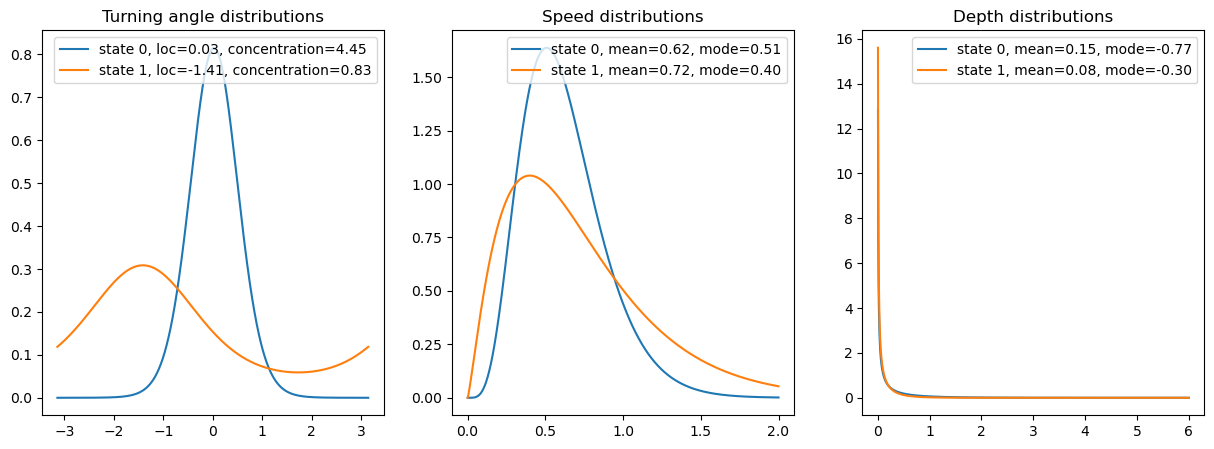 Turning angle distributions
state 0, loc=0.03, concentration=4.45
state 1, loc=-1.41, concentration=0.83
0.8
0.7
0.6
0.5
0.4
0.3
0.2
0.1
0.0
−3 −2 −1 0 1 2 3
Speed distributions
state 0, mean=0.62, mode=0.51
state 1, mean=0.72, mode=0.40
1.50
1.25
1.00
0.75
0.50
0.25
0.00
0.0 0.5 1.0 1.5 2.0
Depth distributions
state 0, mean=0.15, mode=-0.77
state 1, mean=0.08, mode=-0.30
16
14
12
10
8
6
4
2
0
0 1 2 3 4 5 6